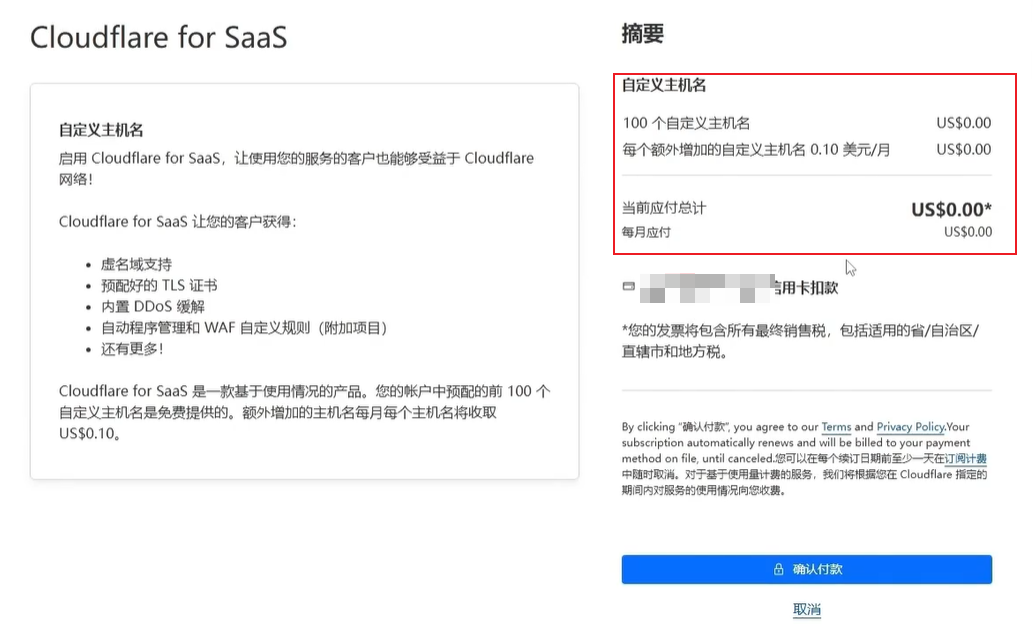 Cloudflare for SaaS
自定义主机名
启用 Cloudflare for SaaS，让使用您的服务的客户也能够受益于 Cloudflare
网络！
Cloudflare for SaaS 让您的客户获得：
• 虚名域支持
• 预配好的 TLS 证书
• 内置 DDoS 缓解
• 自动程序管理和 WAF 自定义规则（附加项目）
• 还有更多！
Cloudflare for SaaS 是一款基于使用情况的产品。您的帐户中预配的前 100 个
自定义主机名是免费提供的。额外增加的主机名每月每个主机名将收取
US$0.10。
摘要
自定义主机名
100 个自定义主机名 US$0.00
每个额外增加的自定义主机名 0.10 美元/月 US$0.00
当前应付总计 US$0.00*
每月应付 US$0.00
信用卡扣款
*您的发票将包含所有最终销售税，包括适用的省/自治区/
直辖市和地方税。
By clicking “确认付款”, you agree to our Terms and Privacy Policy.Your
subscription automatically renews and will be billed to your payment
method on file, until canceled.您可以在每个续订日期前至少一天在订阅计费
中随时取消。对于基于使用量计费的服务，我们将根据您在 Cloudflare 指定的
期间内对服务的使用情况向您收费。
确认付款
取消